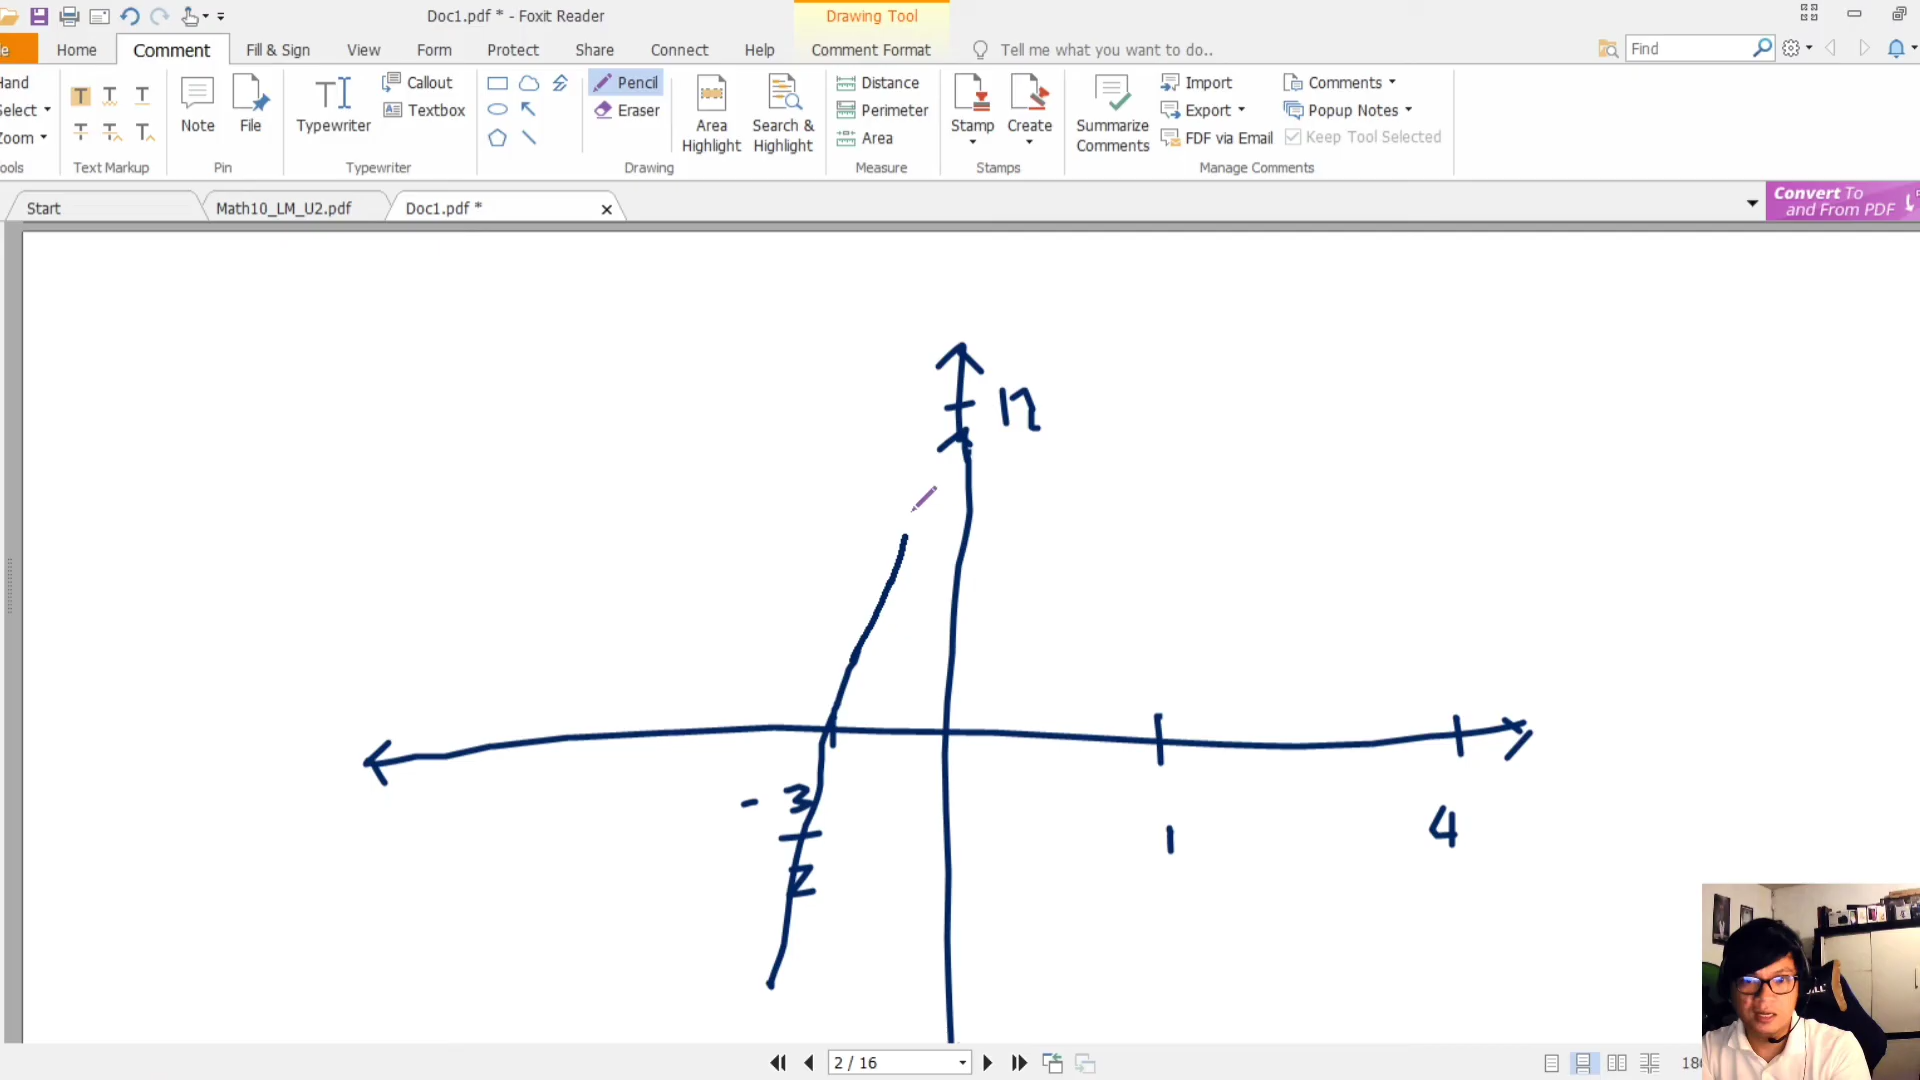 Doc1.pdf * - Foxit Reader
Drawing Tool
Home Comment Fill & Sign View Form Protect Share Connect Help Comment Format Tell me what you want to do.. Find
Hand
Select
Zoom
Text Markup
Note
File
Pin
Typewriter
Callout
Textbox
Typewriter
Pencil
Eraser
Area Highlight
Search & Highlight
Drawing
Distance
Perimeter
Area
Measure
Stamp
Create
Stamps
Summarize Comments
Import
Export
FDF via Email
Comments
Popup Notes
Keep Tool Selected
Manage Comments
Start Math10_LM_U2.pdf Doc1.pdf *
Convert To
and From PDF
12
- 3
2
1
4
2 / 16